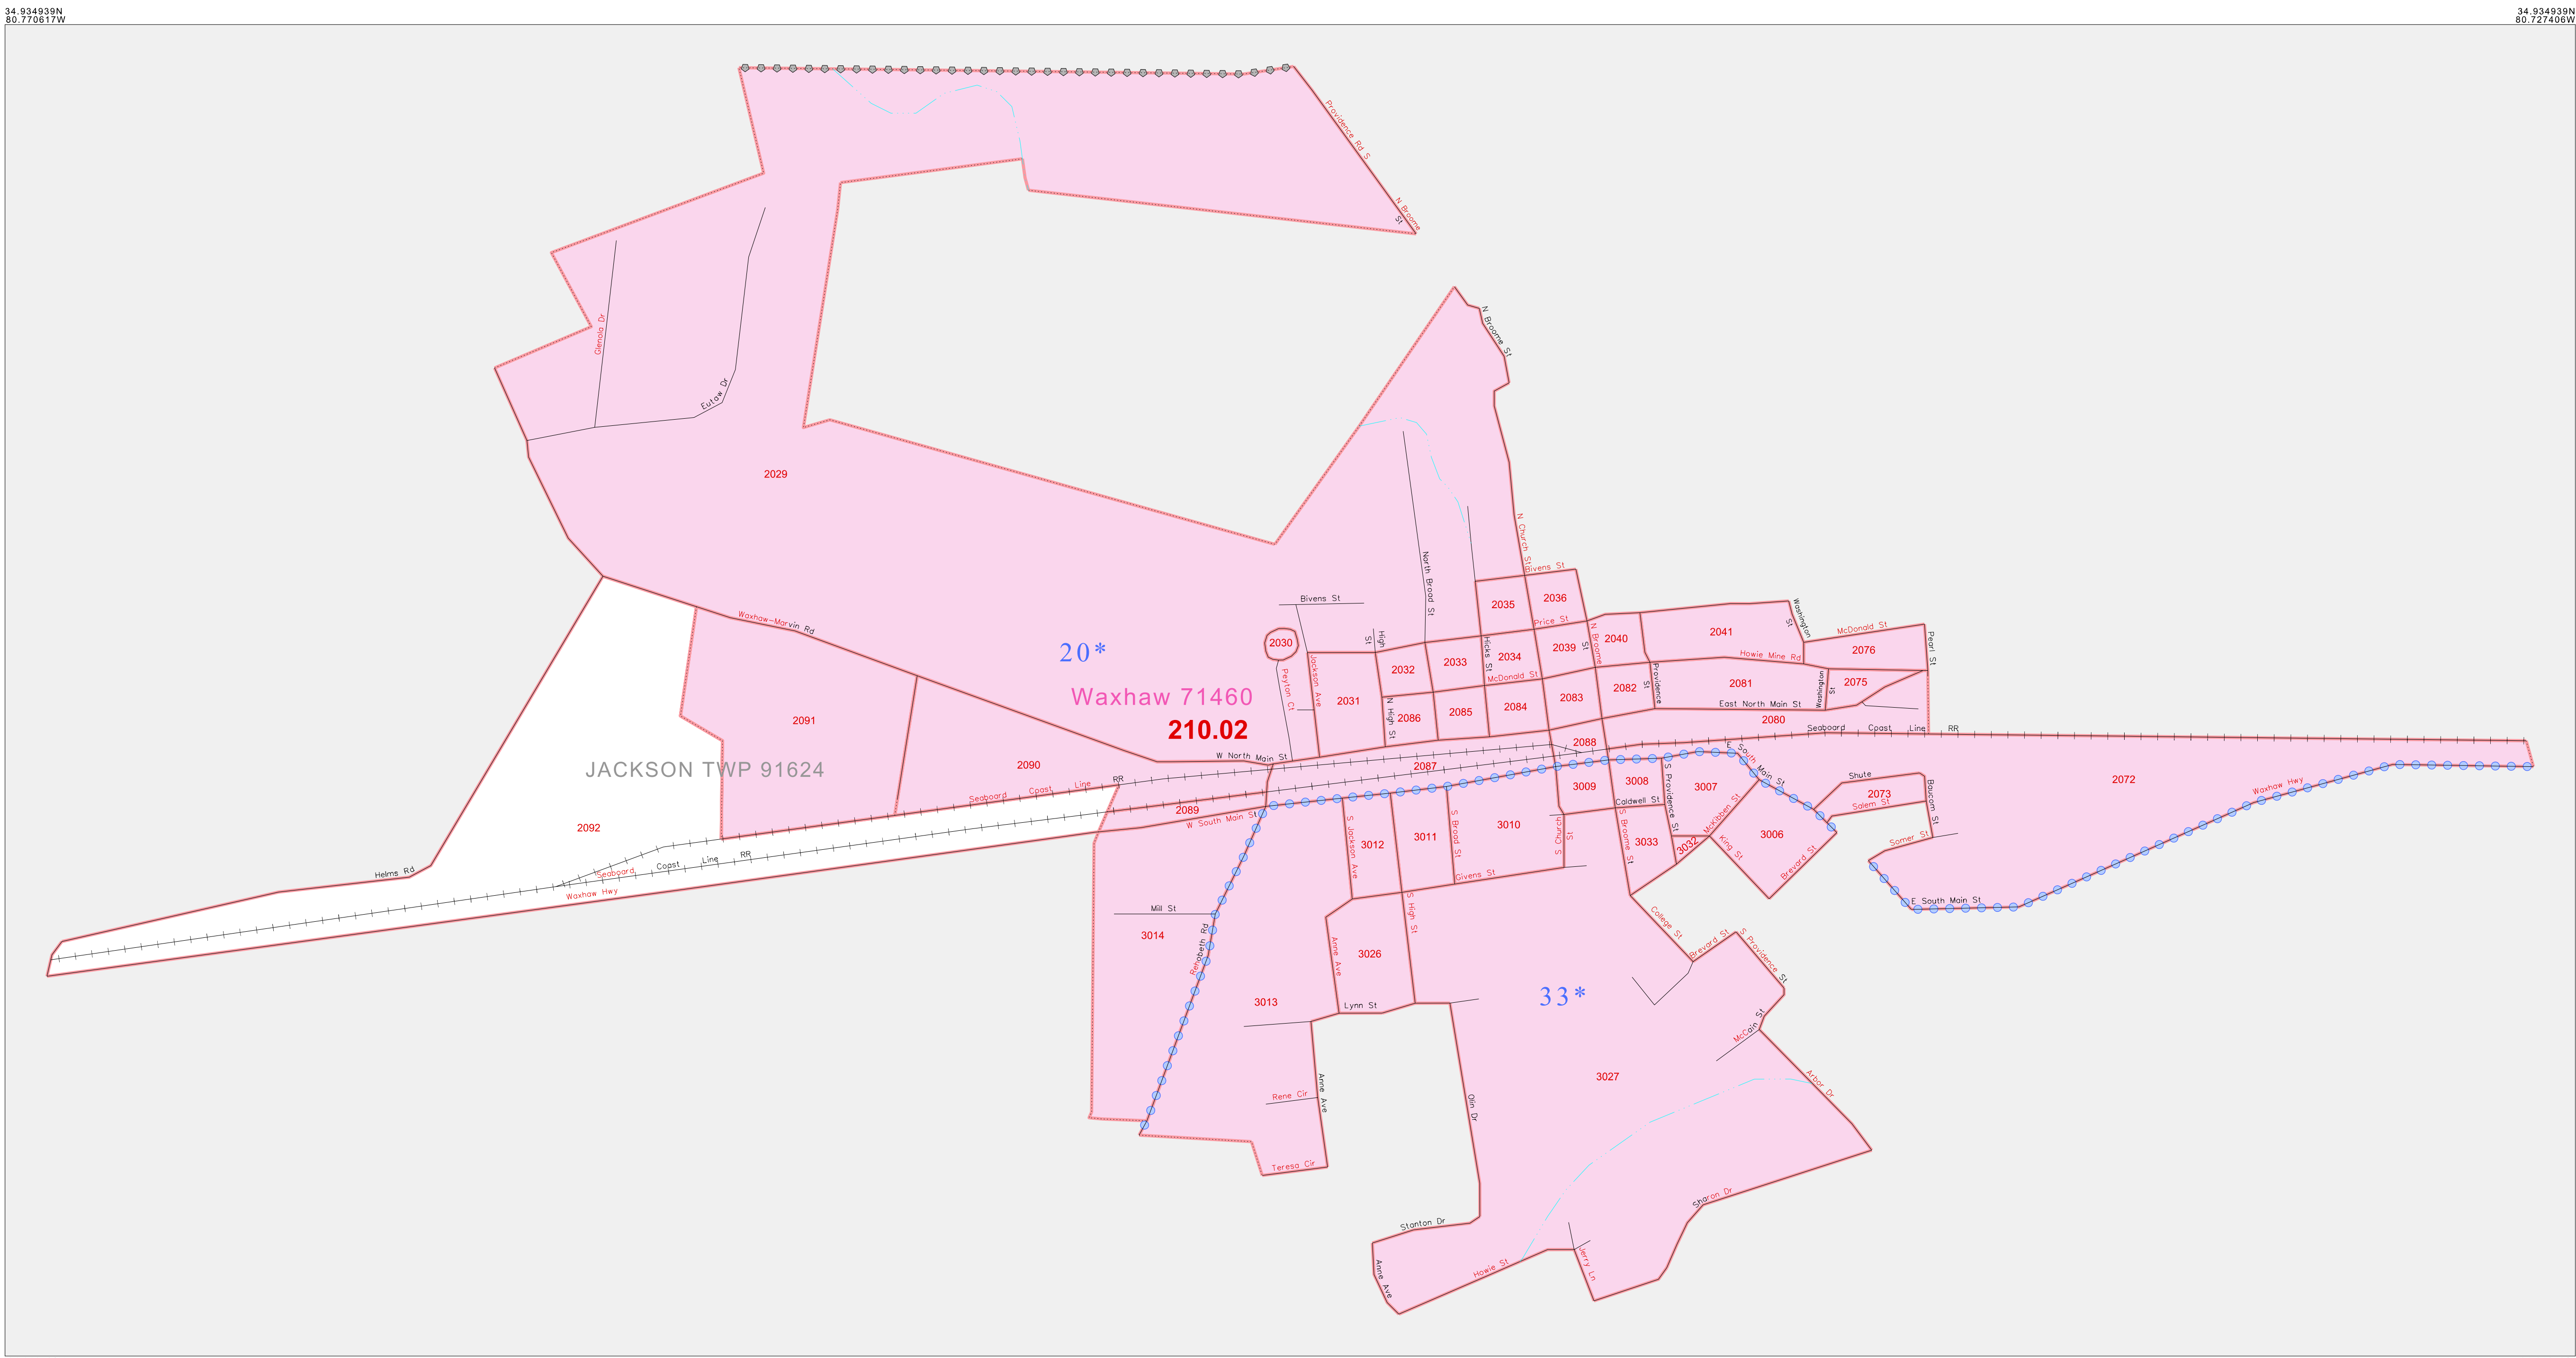 34.934939N
80.770617W
34.934939N
80.727406W
Providence Rd S
N Broome
St
N Broome St
Glenola Dr
Eutaw Dr
2029
N Church St
North Broad St
Bivens St
2035
2036
Bivens St
Price St
Waxhaw-Marvin Rd
20*
2030
High
St
2032
2033
Hicks St
2034
2039
N Broome
St
2040
2041
Washington
St
McDonald St
2076
Pearl St
Howie Mine Rd
Waxhaw 71460
210.02
Peyton Ct
Jackson Ave
2031
N High St
2086
2085
McDonald St
2084
2083
2082
Providence
St
2081
Washington
St
2075
East North Main St
2080
2091
2090
W North Main St
2088
2087
Seaboard Coast Line RR
E South Main St
JACKSON TWP 91624
2092
Seaboard Coast Line RR
2089
W South Main St
3009
3008
S Providence St
3007
Shute
2073
Salem St
Baucom St
2072
Waxhaw Hwy
Caldwell St
McKibben St
3006
Somer St
Helms Rd
Seaboard Coast Line RR
Waxhaw Hwy
S Jackson Ave
3012
3011
S Broad St
3010
S Church
St
S Broome St
3033
3032
King St
Brevard St
Givens St
E South Main St
Mill St
3014
Rehobeth Rd
S High St
College St
Brevard St
S Providence St
Anne Ave
3026
3013
Lynn St
33*
McCain St
3027
Arbor Dr
Rene Cir
Anne Ave
Olin Dr
Teresa Cir
Sharon Dr
Stanton Dr
Anne Ave
Howie St
Jerry Ln